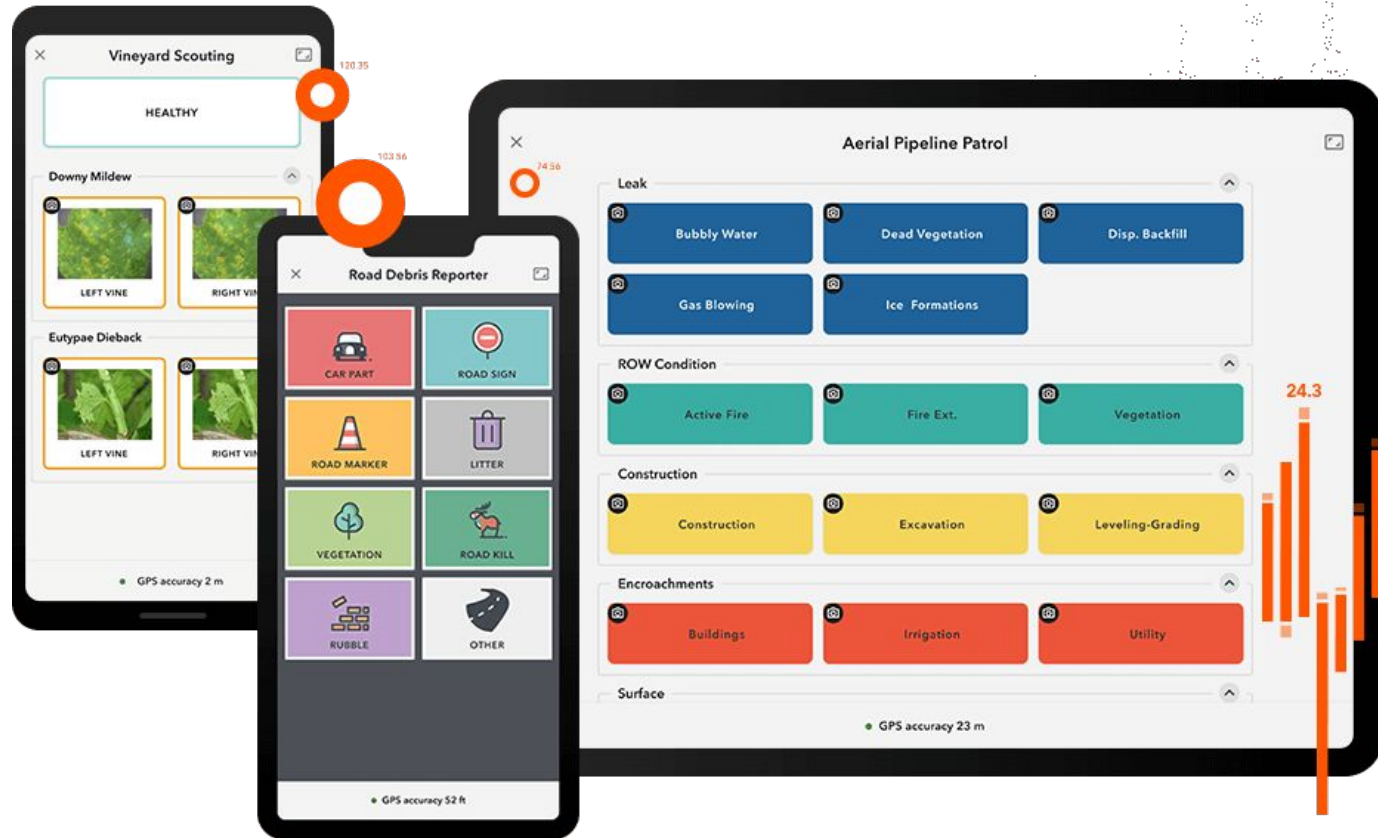 Vineyard Scouting
HEALTHY
Downy Mildew
LEFT VINE
RIGHT
Eutypae Dieback
LEFT VINE
RIGHT
GPS accuracy 2 m
120.35
103.56
Road Debris Reporter
CAR PART
ROAD SIGN
ROAD MARKER
LITTER
VEGETATION
ROAD KILL
RUBBLE
OTHER
GPS accuracy 52 ft
Aerial Pipeline Patrol
74.56
Leak
Bubbly Water
Dead Vegetation
Disp. Backfill
Gas Blowing
Ice Formations
ROW Condition
Active Fire
Fire Ext.
Vegetation
Construction
Construction
Excavation
Leveling-Grading
Encroachments
Buildings
Irrigation
Utility
Surface
GPS accuracy 23 m
24.3